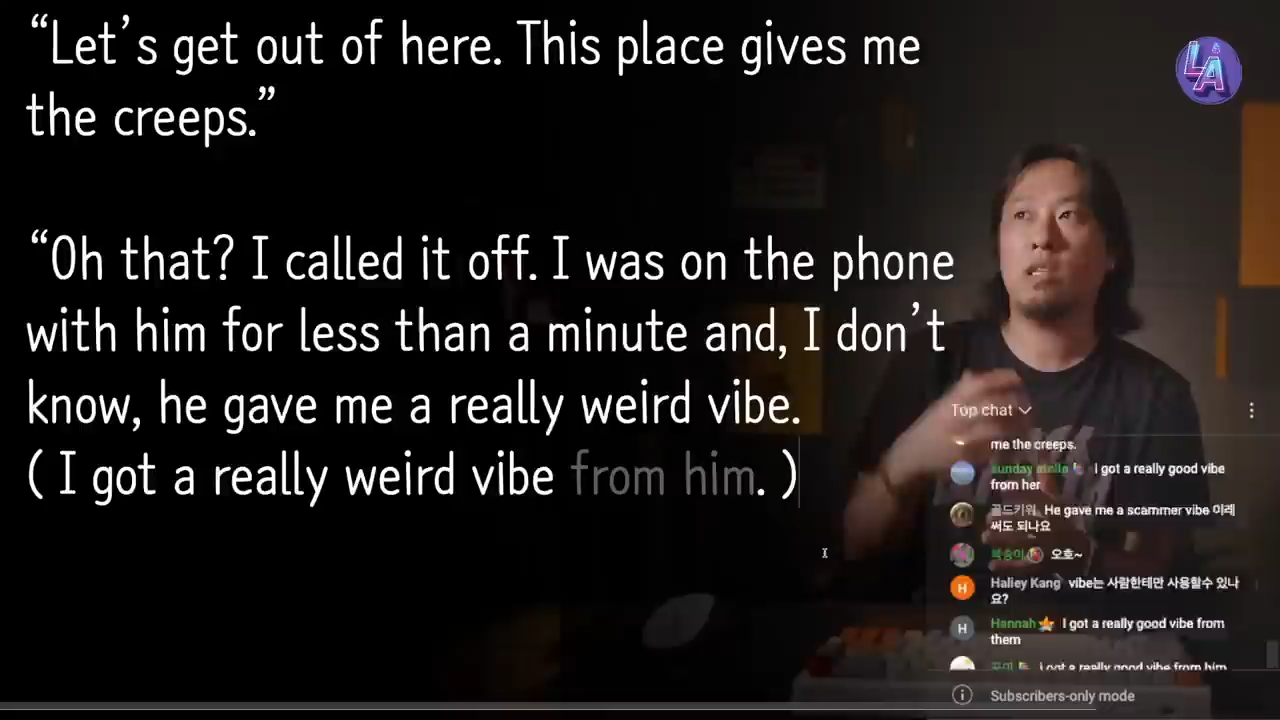 “Let’s get out of here. This place gives me
the creeps.”
“Oh that? I called it off. I was on the phone
with him for less than a minute and, I don’t
know, he gave me a really weird vibe.
( I got a really weird vibe from him. )
L&A
Top chat
me the creeps.
sunday I got a really good vibe
from her
골드키위 He gave me a scammer vibe 이레
써도 되나요
복숭이 오호~
Hailey Kang vibe는 사람한테만 사용할수 있나
요?
H
Hannah I got a really good vibe from
them
H
i got a really good vibe from him
Subscribers-only mode